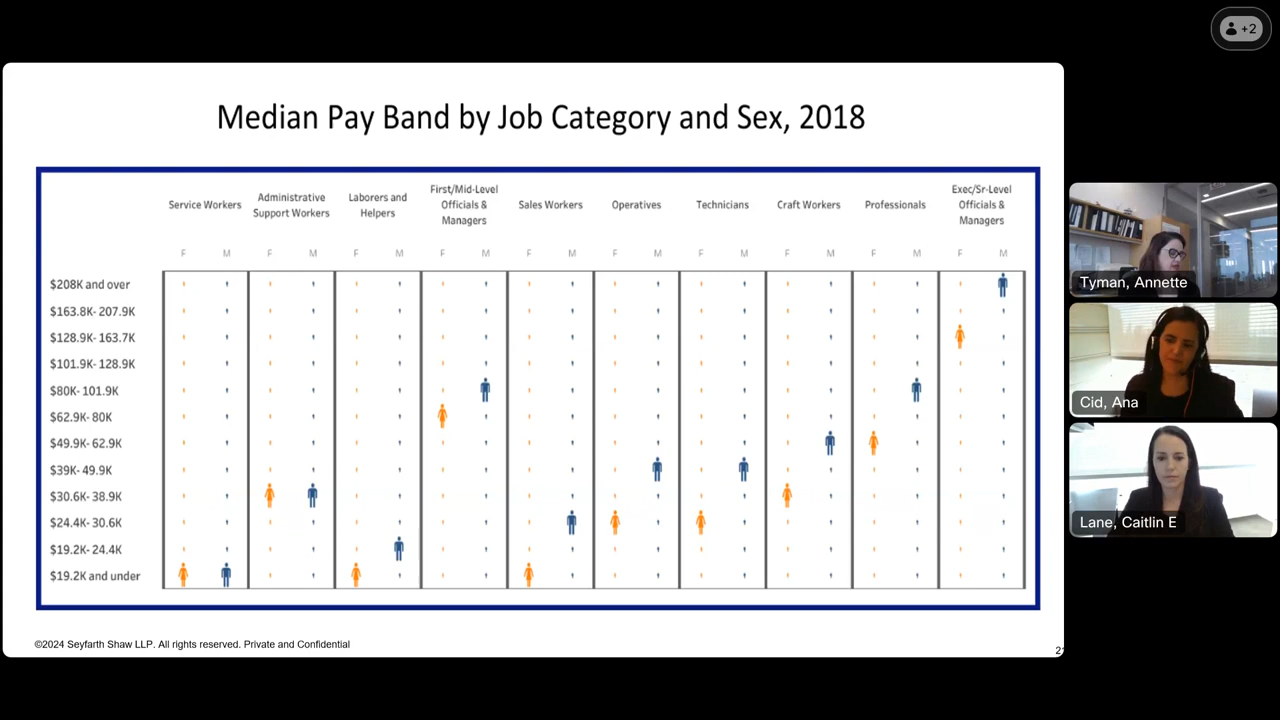 +2
Median Pay Band by Job Category and Sex, 2018
Service Workers
Administrative
Support Workers
Laborers and
Helpers
First/Mid-Level
Officials &
Managers
Sales Workers
Operatives
Technicians
Craft Workers
Professionals
Exec/Sr-Level
Officials &
Managers
F M F M F M F M F M F M F M F M F M F M
$208K and over
$163.8K- 207.9K
$128.9K- 163.7K
$101.9K- 128.9K
$80K- 101.9K
$62.9K- 80K
$49.9K- 62.9K
$39K- 49.9K
$30.6K- 38.9K
$24.4K- 30.6K
$19.2K- 24.4K
$19.2K and under
©2024 Seyfarth Shaw LLP. All rights reserved. Private and Confidential
Tyman, Annette
Cid, Ana
Lane, Caitlin E